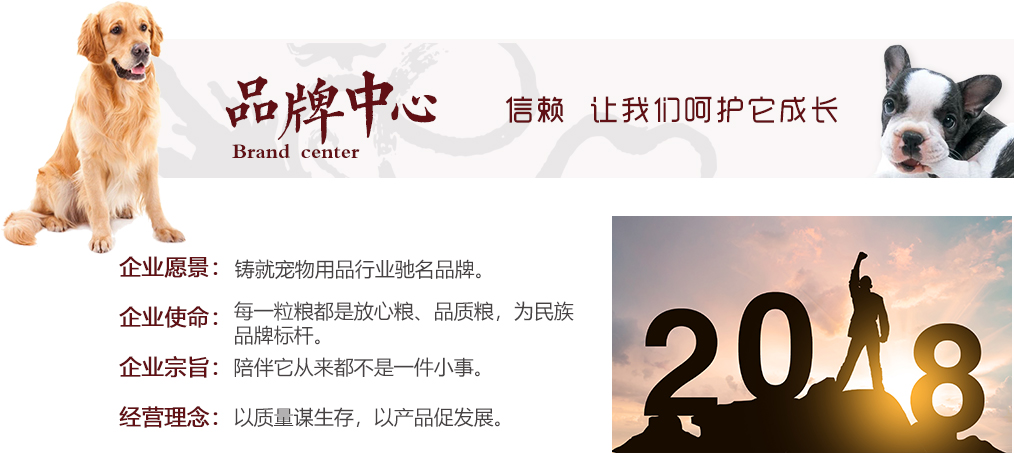 品牌中心
Brand center
信赖 让我们呵护它成长
企业愿景：铸就宠物用品行业驰名品牌。
企业使命：每一粒粮都是放心粮、品质粮，为民族
品牌标杆。
企业宗旨：陪伴它从来都不是一件小事。
经营理念：以质量谋生存，以产品促发展。
2018